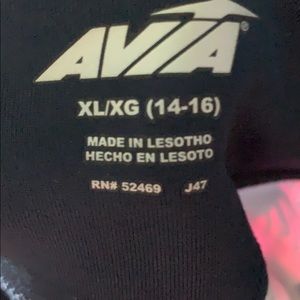 AVIA®
XL/XG (14-16)
MADE IN LESOTHO
HECHO EN LESOTO
RN# 52469 J47